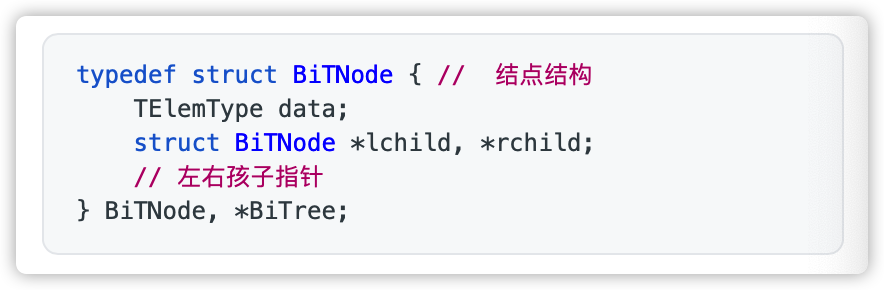 typedef struct BiTNode { //  结点结构
    TElemType data;
    struct BiTNode *lchild, *rchild;
    // 左右孩子指针
} BiTNode, *BiTree;